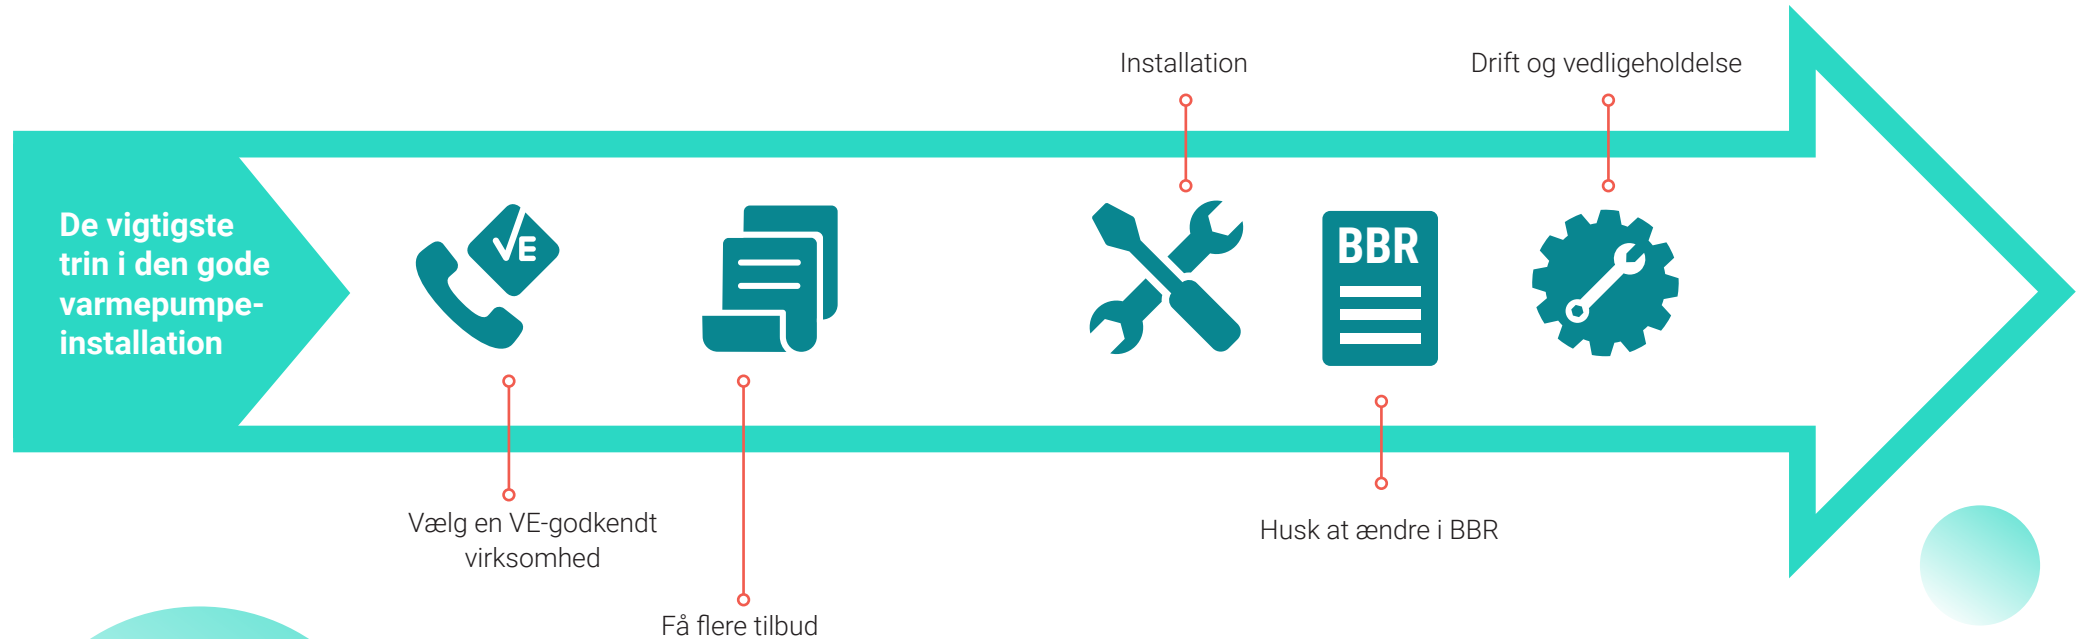 De vigtigste
trin i den gode
varmepumpe-
installation
VE
Vælg en VE-godkendt
virksomhed
Få flere tilbud
Installation
BBR
Husk at ændre i BBR
Drift og vedligeholdelse